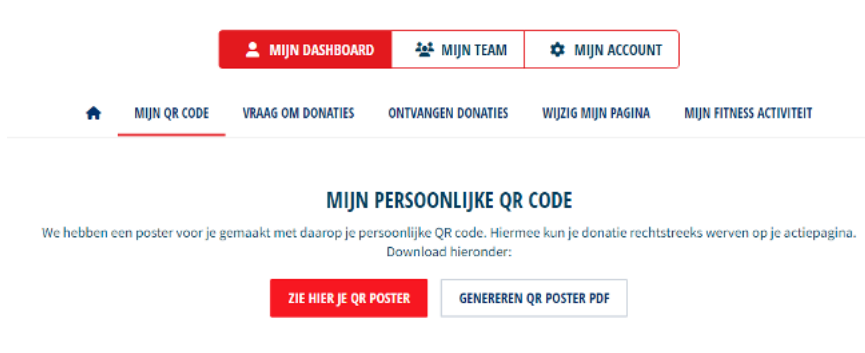 MIJN DASHBOARD MIJN TEAM MIJN ACCOUNT
MIJN QR CODE VRAAG OM DONATIES ONTVANGEN DONATIES WIJZIG MIJN PAGINA MIJN FITNESS ACTIVITEIT
MIJN PERSOONLIJKE QR CODE
We hebben een poster voor je gemaakt met daarop je persoonlijke QR code. Hiermee kun je donatie rechtstreeks werven op je actiepagina.
Download hieronder:
ZIE HIER JE QR POSTER GENEREREN QR POSTER PDF